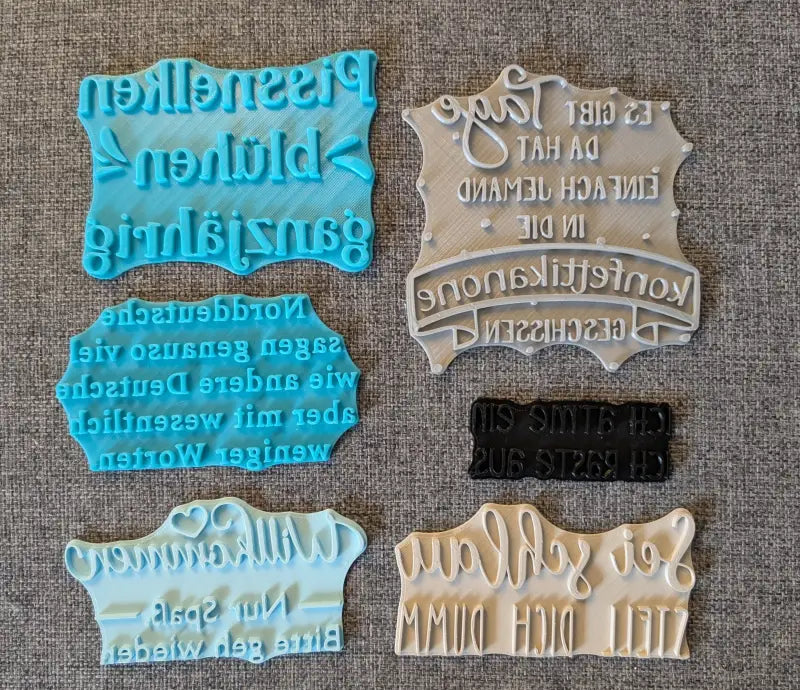 Pissnelken
blühen
ganzjährig
ES GIBT Tage
DA HAT
EINFACH JEMAND
IN DIE
konfettikanone
GESCHISSEN
Norddeutsche
sagen genauso viel
wie andere Deutsche
aber mit wesentlich
weniger Worten
ICH ATME EIN
ICH RASTE AUS
Willkommen
Nur Spaß,
Bitte geh wieder
Sei schlau
STELL DICH DUMM